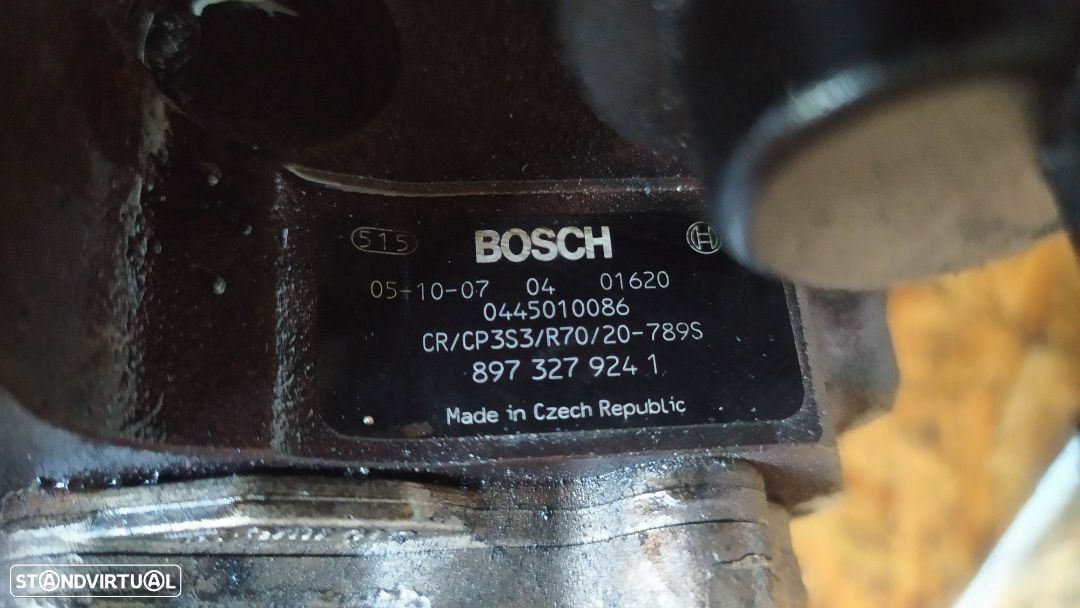 515 BOSCH
05-10-07 04 01620
0445010086
CR/CP3S3/R70/20-789S
897 327 924 1
Made in Czech Republic
STANDVIRTUAL